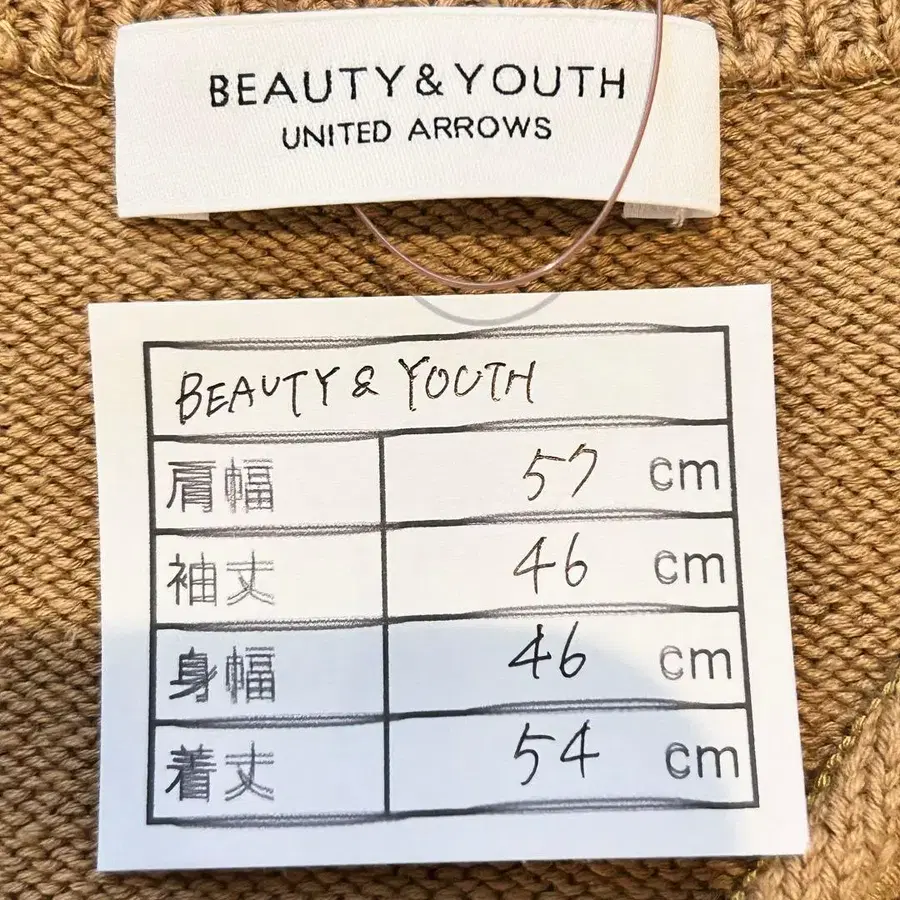 BEAUTY&YOUTH
UNITED ARROWS
BEAUTY & YOUTH
肩幅 57 cm
袖丈 46 cm
身幅 46 cm
着丈 54 cm